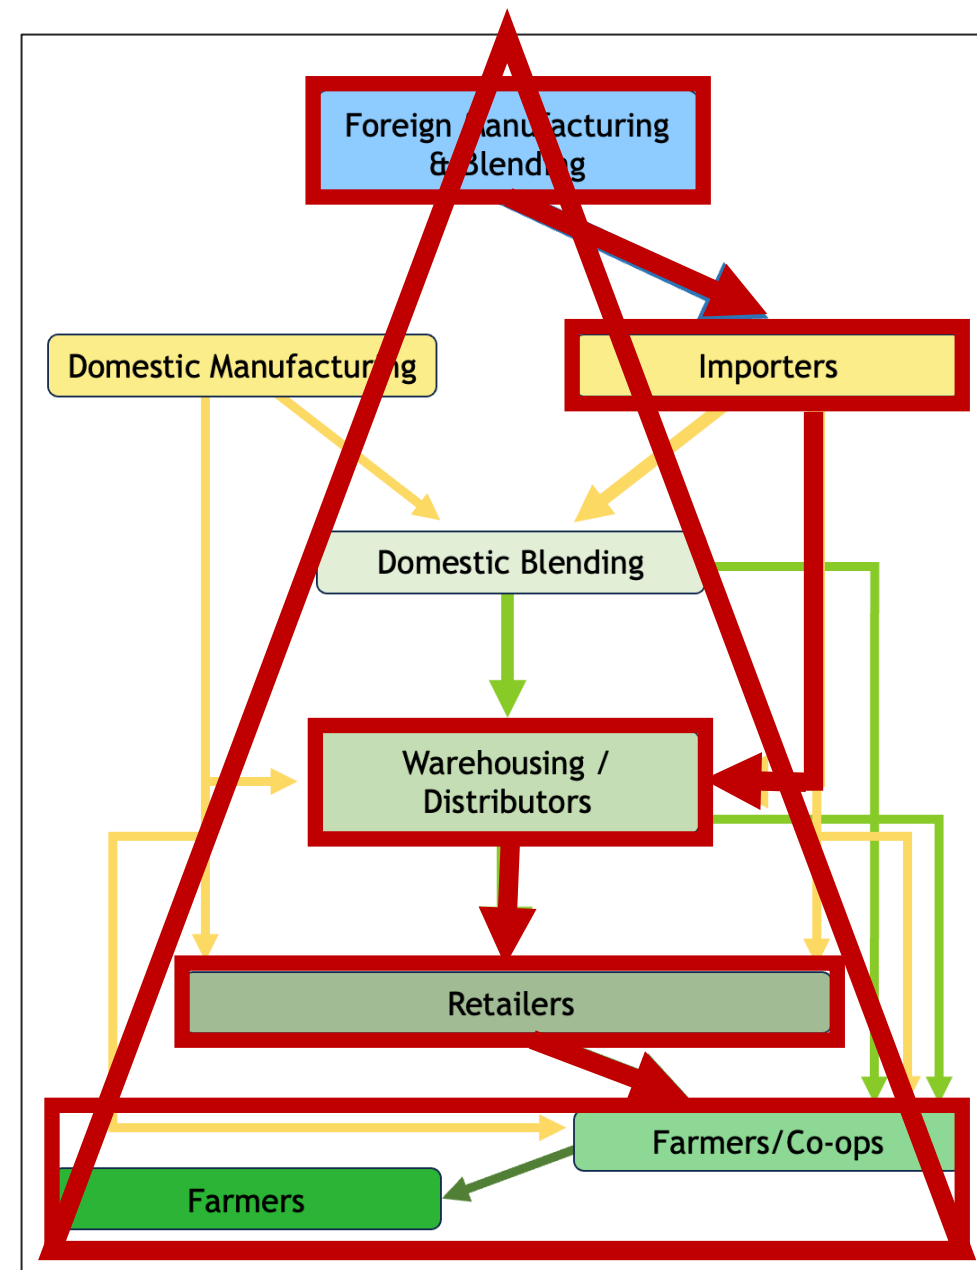 Foreign Manufacturing
& Blending
Domestic Manufacturing
Importers
Domestic Blending
Warehousing /
Distributors
Retailers
Farmers/Co-ops
Farmers